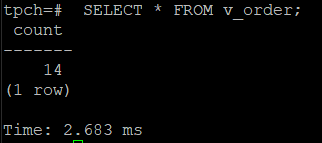 tpch=#  SELECT * FROM v_order;
 count
-------
    14
(1 row)

Time: 2.683 ms